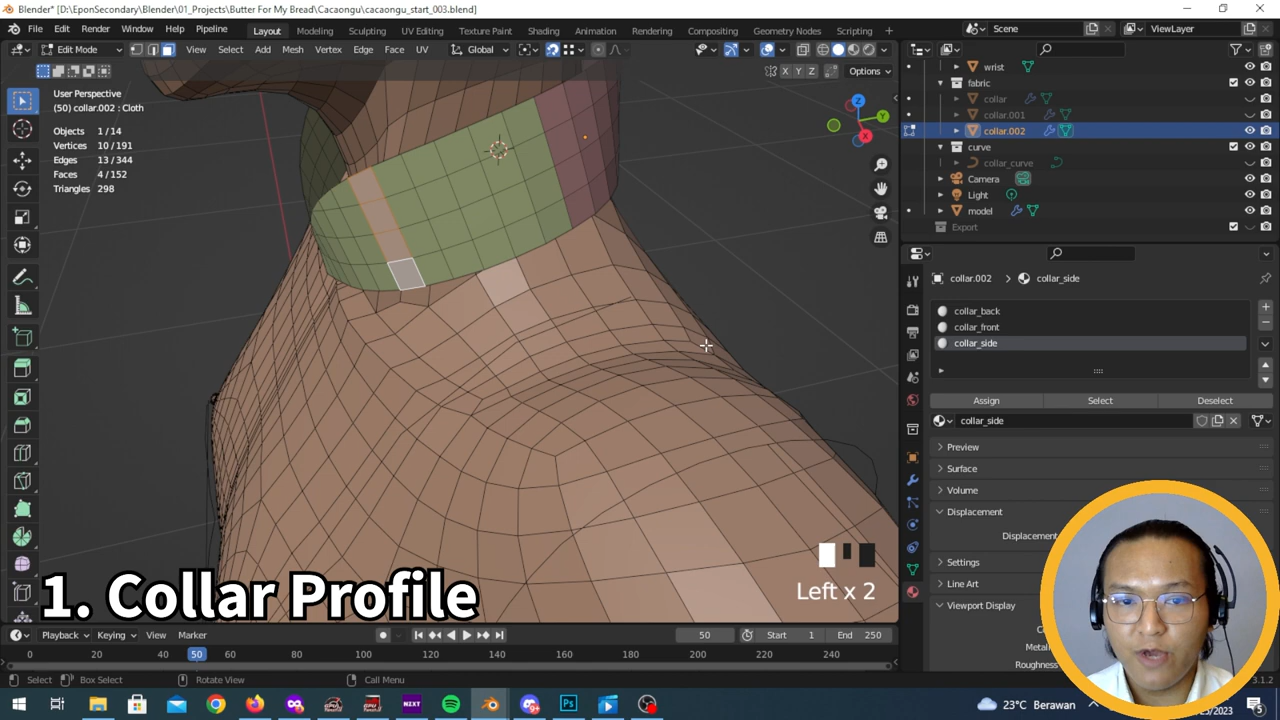 Blender* [D:\EponSecondary\Blender\01_Projects\Butter For My Bread\Cacaongu\cacaongu_start_003.blend]
File Edit Render Window Help Pipeline
Layout Modeling Sculpting UV Editing Texture Paint Shading Animation Rendering Compositing Geometry Nodes Scripting
Scene ViewLayer
Edit Mode View Select Add Mesh Vertex Edge Face UV Global
X Y Z Options
User Perspective
(50) collar.002 : Cloth
Objects 1/14
Vertices 10/191
Edges 13/344
Faces 4/152
Triangles 298
Z
Y
X
wrist
fabric
collar
collar.001
collar.002
curve
collar_curve
Camera
Light
model
Export
collar.002 > collar_side
collar_back
collar_front
collar_side
Assign Select Deselect
collar_side
Preview
Surface
Volume
Displacement
Displacement
Settings
Line Art
Viewport Display
Roughness
Left x 2
1. Collar Profile
Playback Keying View Marker 50 Start 1 End 250
0 20 40 50 60 80 100 120 140 160 180 200 220 240
Select Box Select Rotate View Call Menu 3.1.2
NZXT Ps 23°C Berawan 5